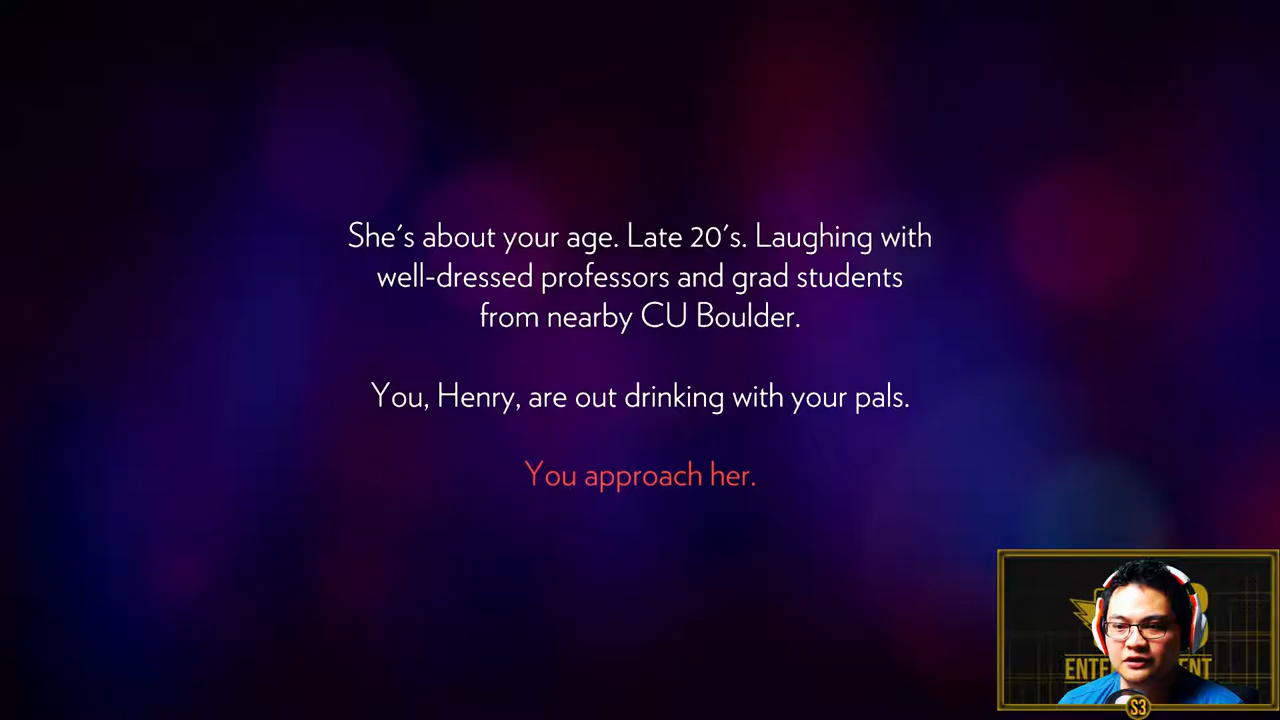 She's about your age. Late 20's. Laughing with
well-dressed professors and grad students
from nearby CU Boulder.
You, Henry, are out drinking with your pals.
You approach her.
S3